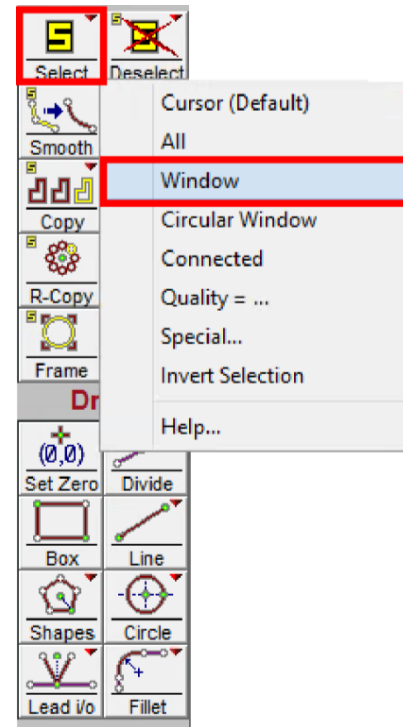 S
S
Select
Deselect
S
Smooth
S
Copy
S
R-Copy
S
Frame
Cursor (Default)
All
Window
Circular Window
Connected
Quality = ...
Special...
Invert Selection
Help...
Dr
(0,0)
Set Zero
Divide
Box
Line
Shapes
Circle
Lead i/o
Fillet